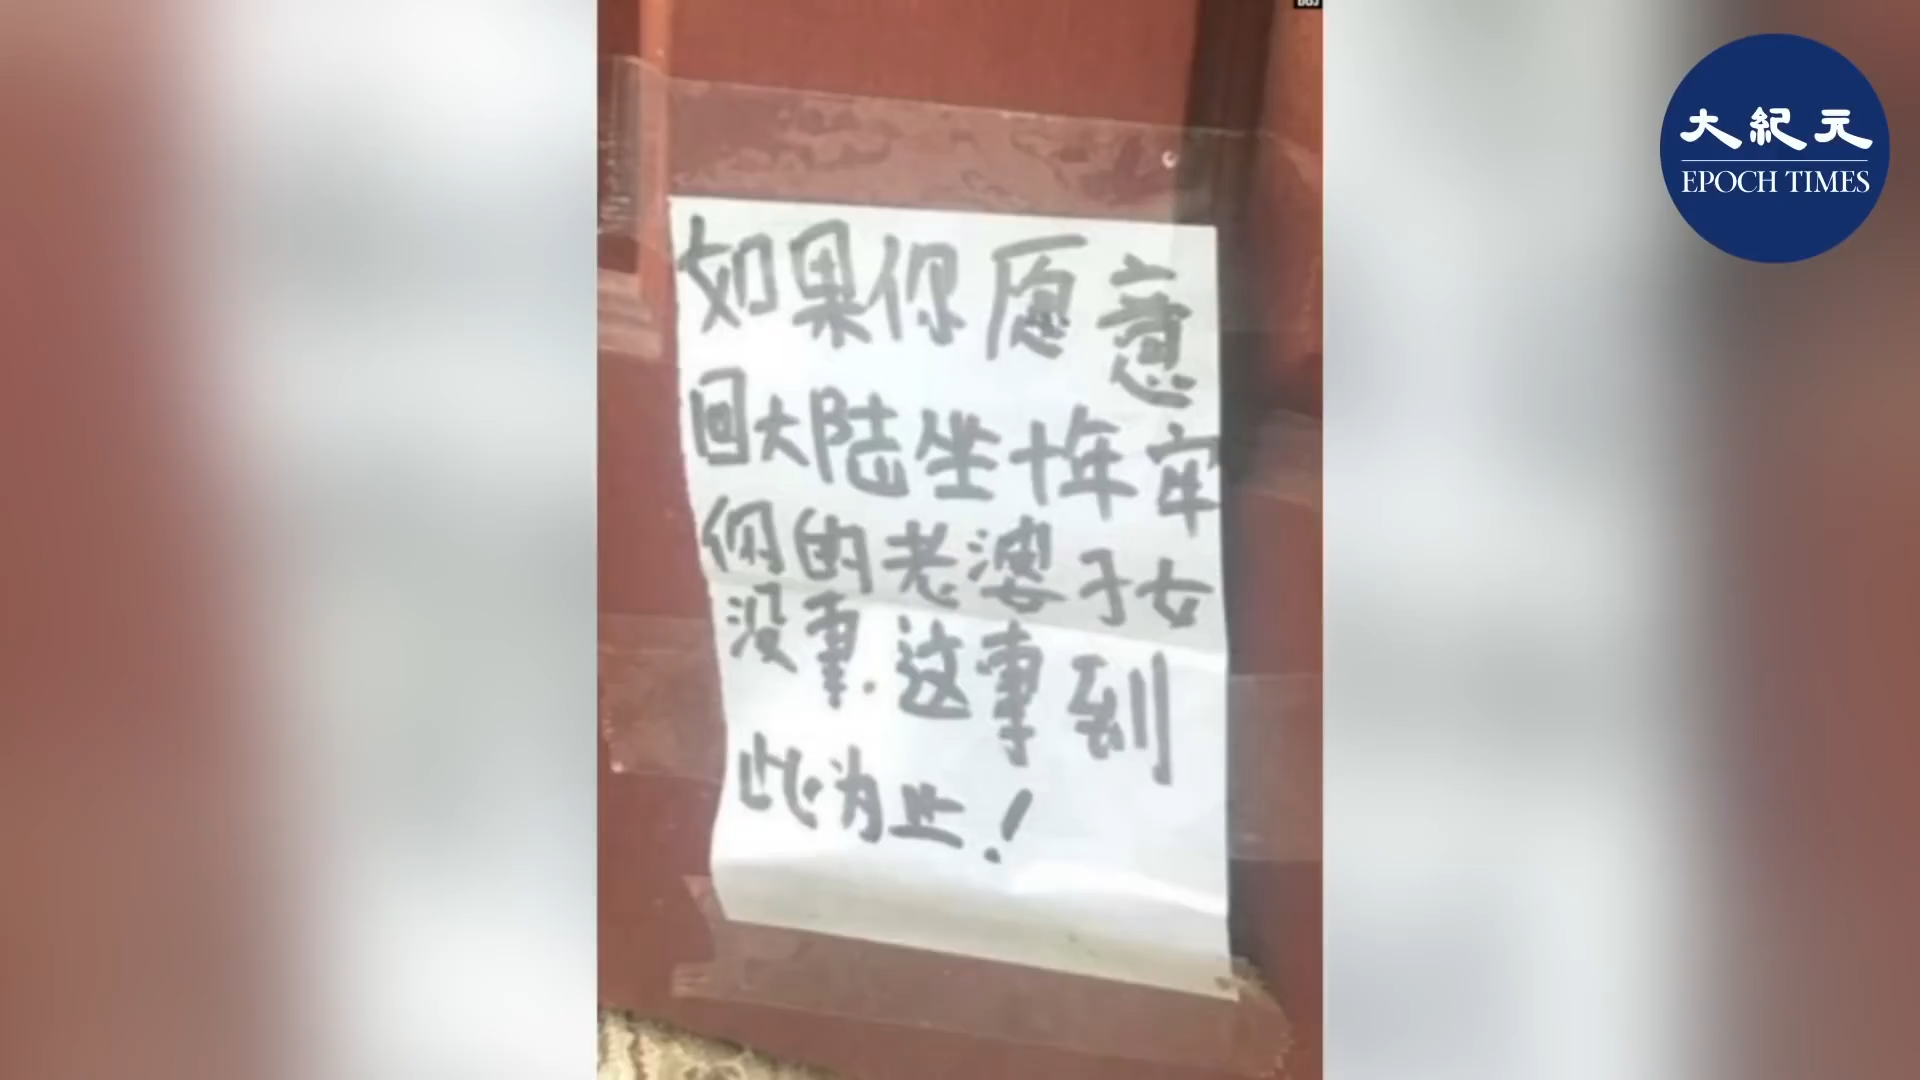 如果你愿意
回大陆坐十年牢
你的老婆子女
没事.这事到
此为止!
大紀元
EPOCH TIMES